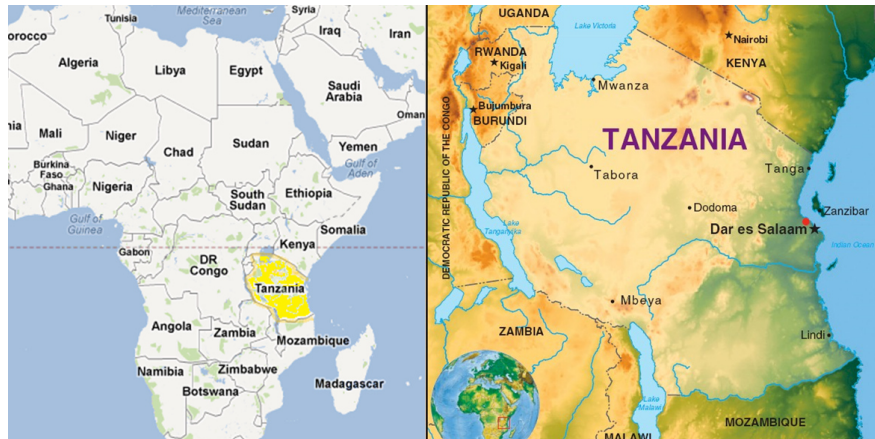 Mediterranean
Sea
Syria
Tunisia
orocco
Iraq
Iran
Algeria
Libya
Egypt
Saudi
Arabia
Oman
nia
Mali
Niger
Chad
Sudan
Yemen
Gulf of
Aden
Burkina
Faso
Ghana
Nigeria
South
Sudan
Ethiopia
Gulf of
Guinea
Somalia
Gabon
Kenya
DR
Congo
Tanzania
Angola
Zambia
Mozambique
Namibia
Zimbabwe
Botswana
Madagascar
UGANDA
Lake Victoria
Nairobi
RWANDA
Kigali
KENYA
Mwanza
Bujumbura
BURUNDI
DEMOCRATIC REPUBLIC OF THE CONGO
TANZANIA
Tanga
Tabora
Dodoma
Zanzibar
Lake
Tanganyika
Dar es Salaam
Indian Ocean
Mbeya
ZAMBIA
Lindi
Lake
Malawi
MOZAMBIQUE
MALAWI